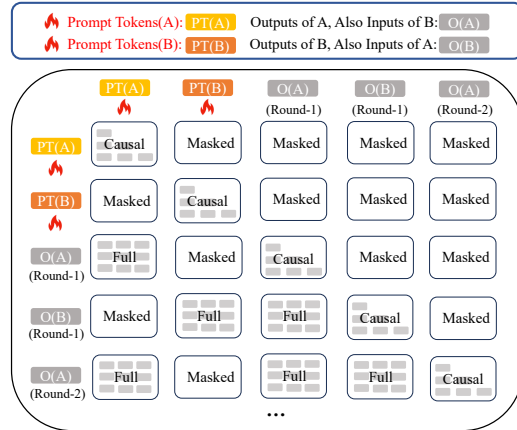 Prompt Tokens(A): PT(A) Outputs of A, Also Inputs of B: O(A)
Prompt Tokens(B): PT(B) Outputs of B, Also Inputs of A: O(B)
PT(A) PT(B) O(A) O(B) O(A)
(Round-1) (Round-1) (Round-2)
PT(A) Causal Masked Masked Masked Masked
PT(B) Masked Causal Masked Masked Masked
O(A) Full Masked Causal Masked Masked
(Round-1)
O(B) Masked Full Full Causal Masked
(Round-1)
O(A) Full Masked Full Full Causal
(Round-2)
...